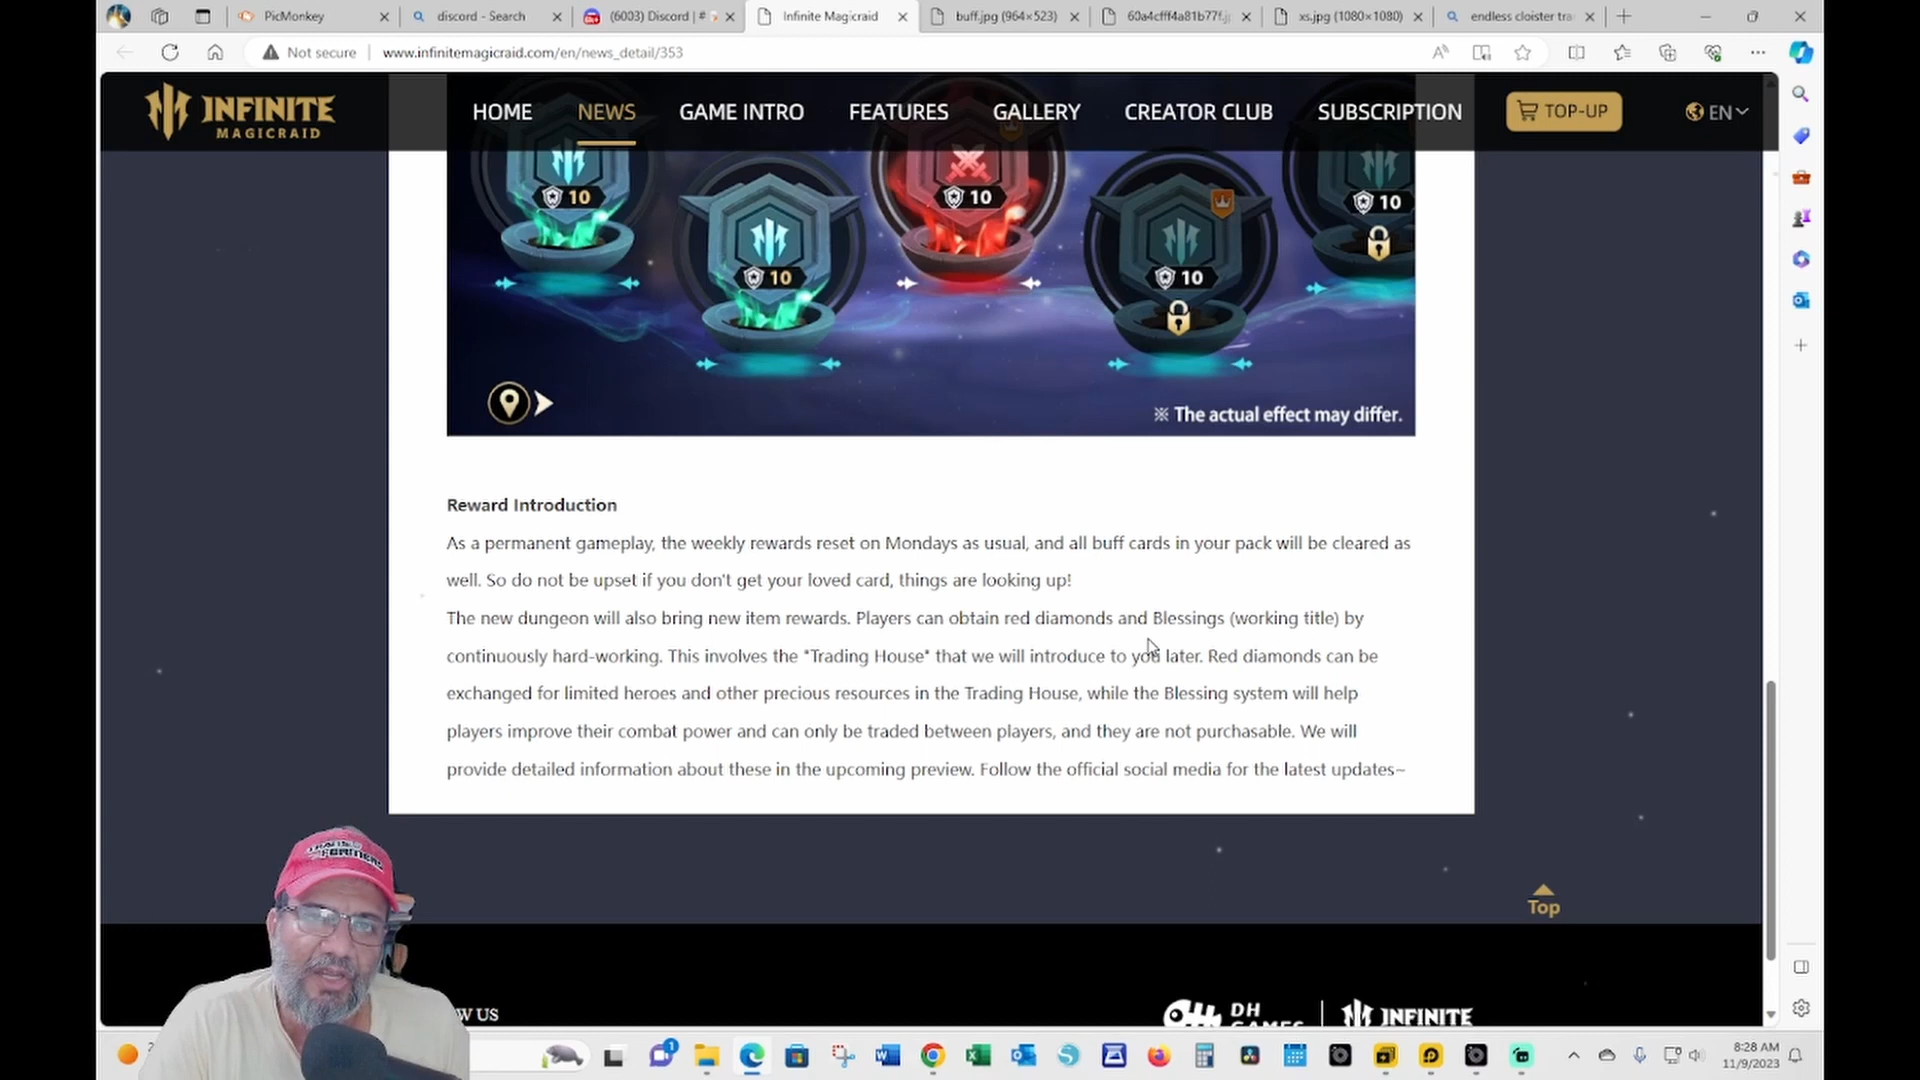 PicMonkey
discord - Search
(6003) Discord | #
Infinite Magicraid
buff.jpg (964×523)
60a4cfff4a81b77f.j
xs.jpg (1080×1080)
endless cloister tra
Not secure
www.infinitemagicraid.com/en/news_detail/353
INFINITE
MAGICRAID
HOME
NEWS
GAME INTRO
FEATURES
GALLERY
CREATOR CLUB
SUBSCRIPTION
TOP-UP
EN
10
10
10
10
10
※ The actual effect may differ.
Reward Introduction
As a permanent gameplay, the weekly rewards reset on Mondays as usual, and all buff cards in your pack will be cleared as
well. So do not be upset if you don't get your loved card, things are looking up!
The new dungeon will also bring new item rewards. Players can obtain red diamonds and Blessings (working title) by
continuously hard-working. This involves the "Trading House" that we will introduce to you later. Red diamonds can be
exchanged for limited heroes and other precious resources in the Trading House, while the Blessing system will help
players improve their combat power and can only be traded between players, and they are not purchasable. We will
provide detailed information about these in the upcoming preview. Follow the official social media for the latest updates~
Top
TRANSFORMERS
W US
DH
GAMES
INFINITE
1
8:28 AM
11/9/2023